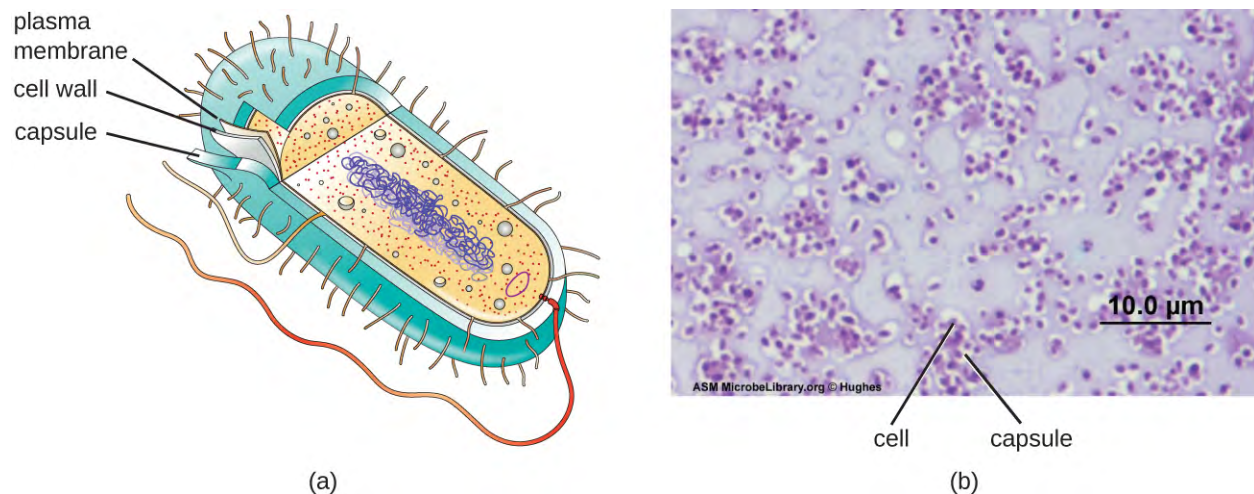 plasma
membrane
cell wall
capsule
(a)
10.0 µm
ASM MicrobeLibrary.org © Hughes
cell
capsule
(b)